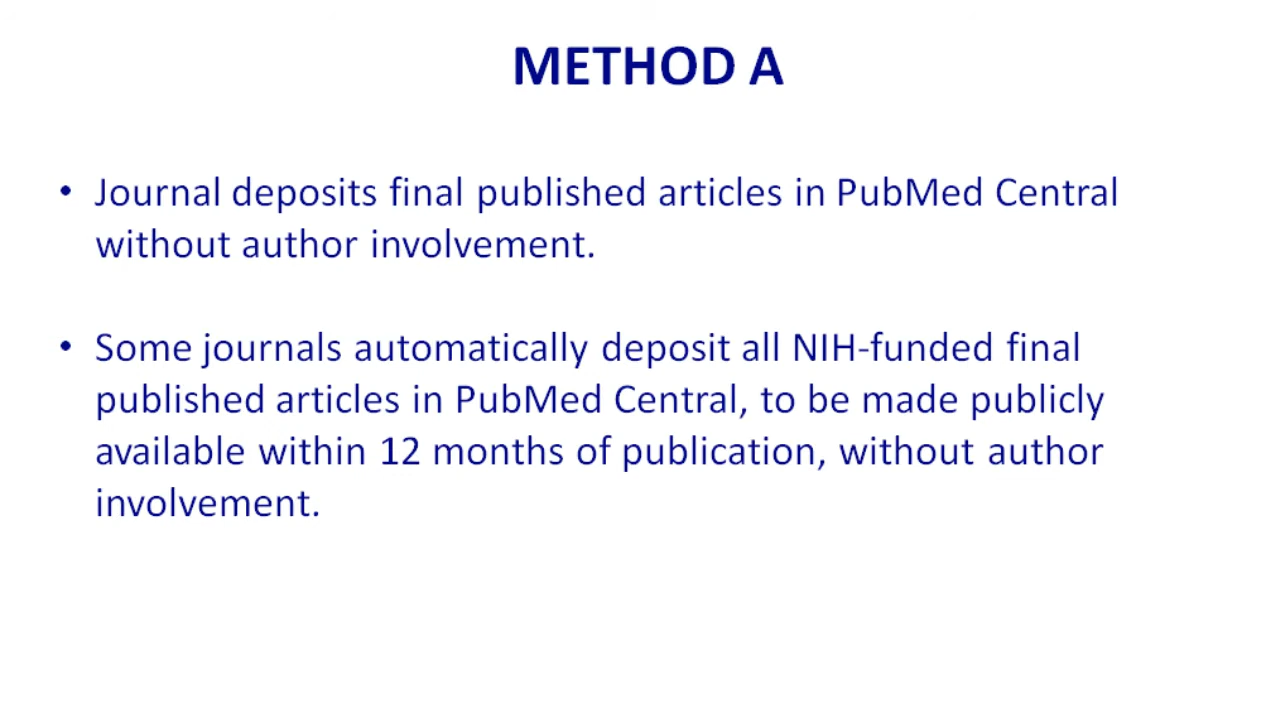 METHOD A
• Journal deposits final published articles in PubMed Central
without author involvement.
• Some journals automatically deposit all NIH-funded final
published articles in PubMed Central, to be made publicly
available within 12 months of publication, without author
involvement.